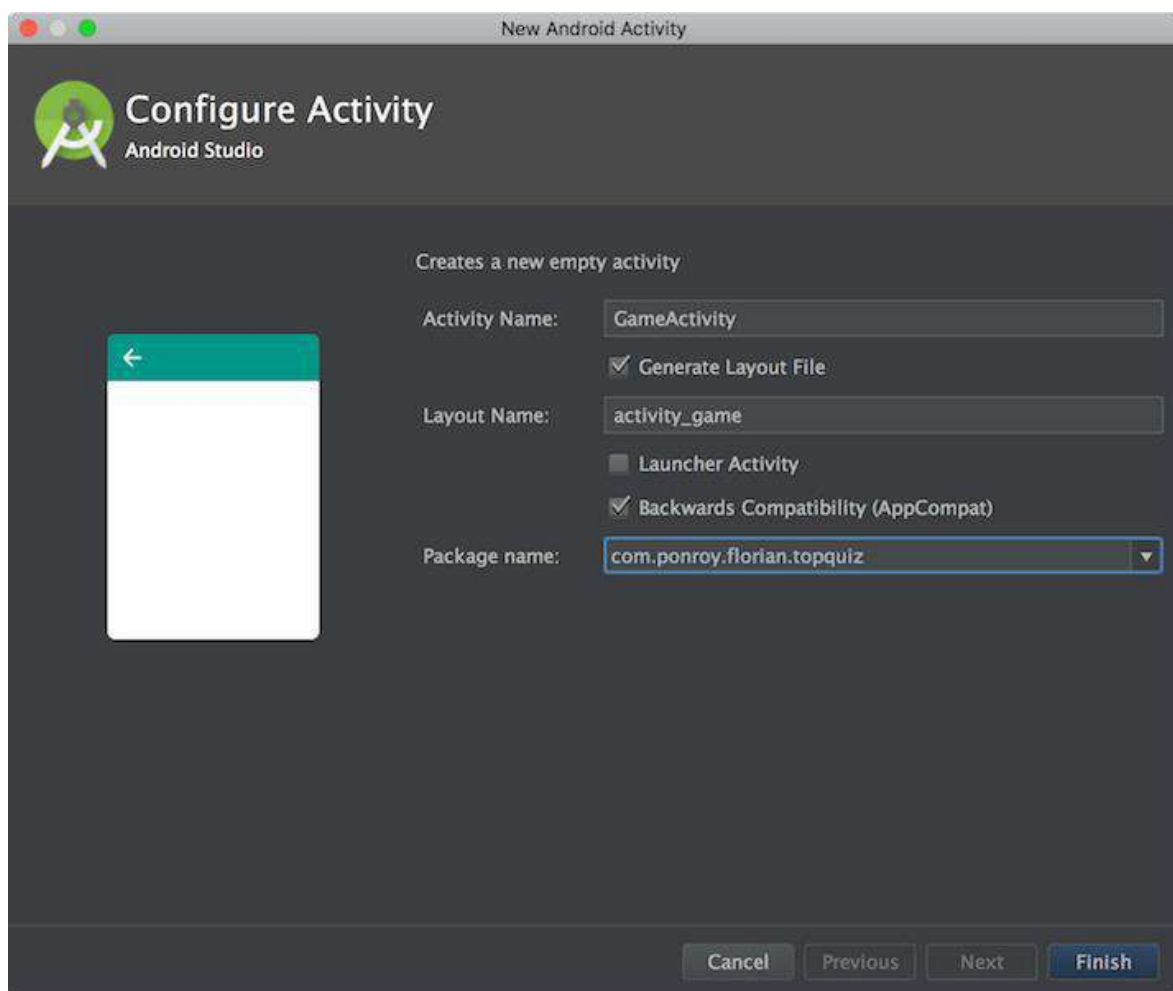 New Android Activity
Configure Activity
Android Studio
Creates a new empty activity
Activity Name: GameActivity
Generate Layout File
Layout Name: activity_game
Launcher Activity
Backwards Compatibility (AppCompat)
Package name: com.ponroy.florian.topquiz
Cancel Previous Next Finish